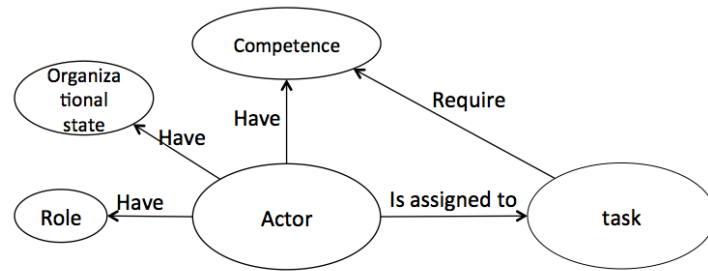 Competence
Organiza
tional
state
Require
Have
Have
Have
Is assigned to
Role
Actor
task